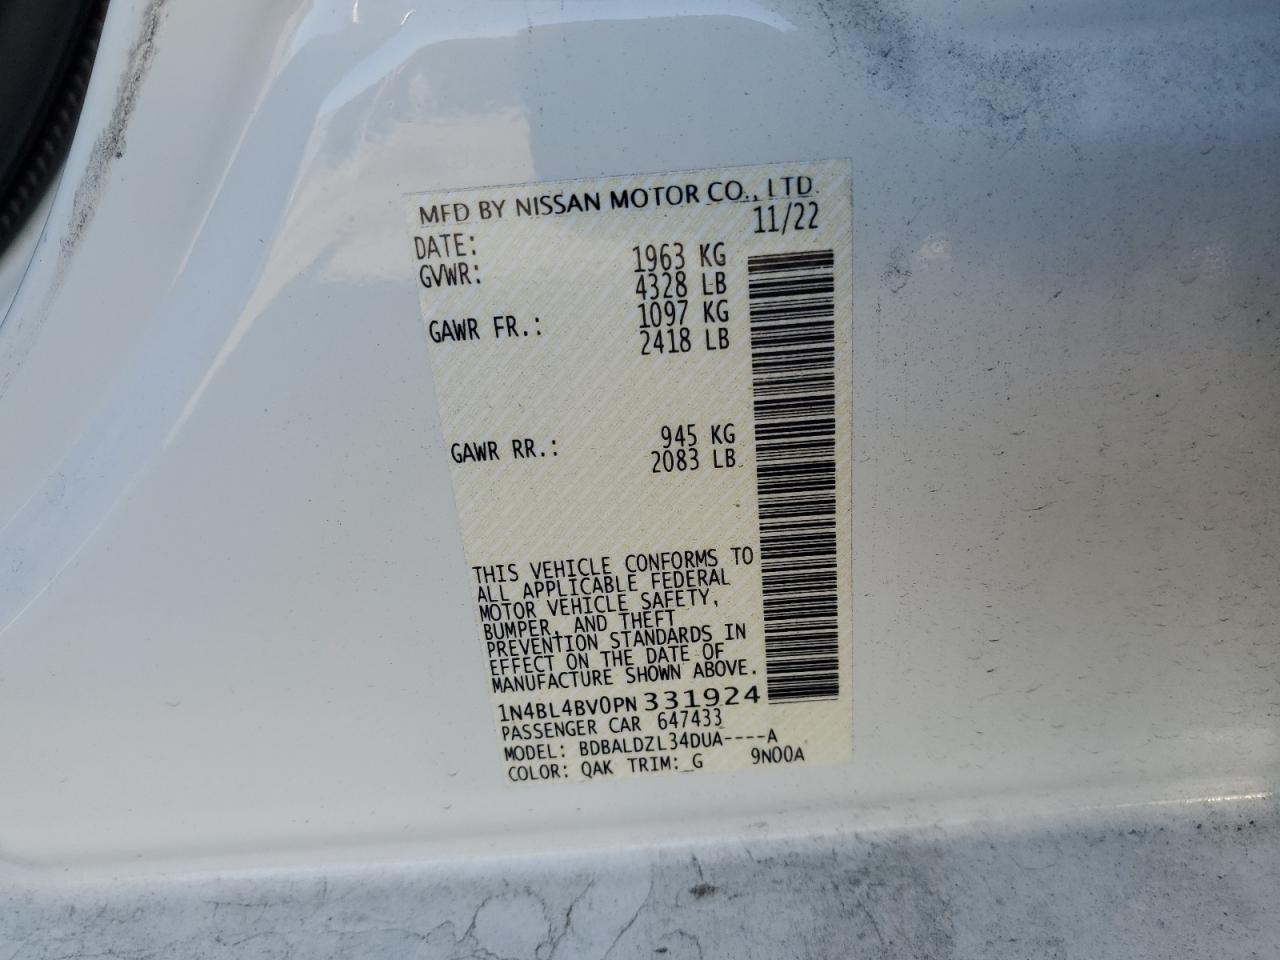 MFD BY NISSAN MOTOR CO., LTD.
DATE: 11/22
GVWR: 1963 KG
4328 LB
GAWR FR.: 1097 KG
2418 LB
GAWR RR.: 945 KG
2083 LB
THIS VEHICLE CONFORMS TO
ALL APPLICABLE FEDERAL
MOTOR VEHICLE SAFETY,
BUMPER, AND THEFT
PREVENTION STANDARDS IN
EFFECT ON THE DATE OF
MANUFACTURE SHOWN ABOVE.
1N4BL4BV0PN331924
PASSENGER CAR 647433
MODEL: BDBALDZL34DUA----A
COLOR: QAK TRIM: G 9N00A